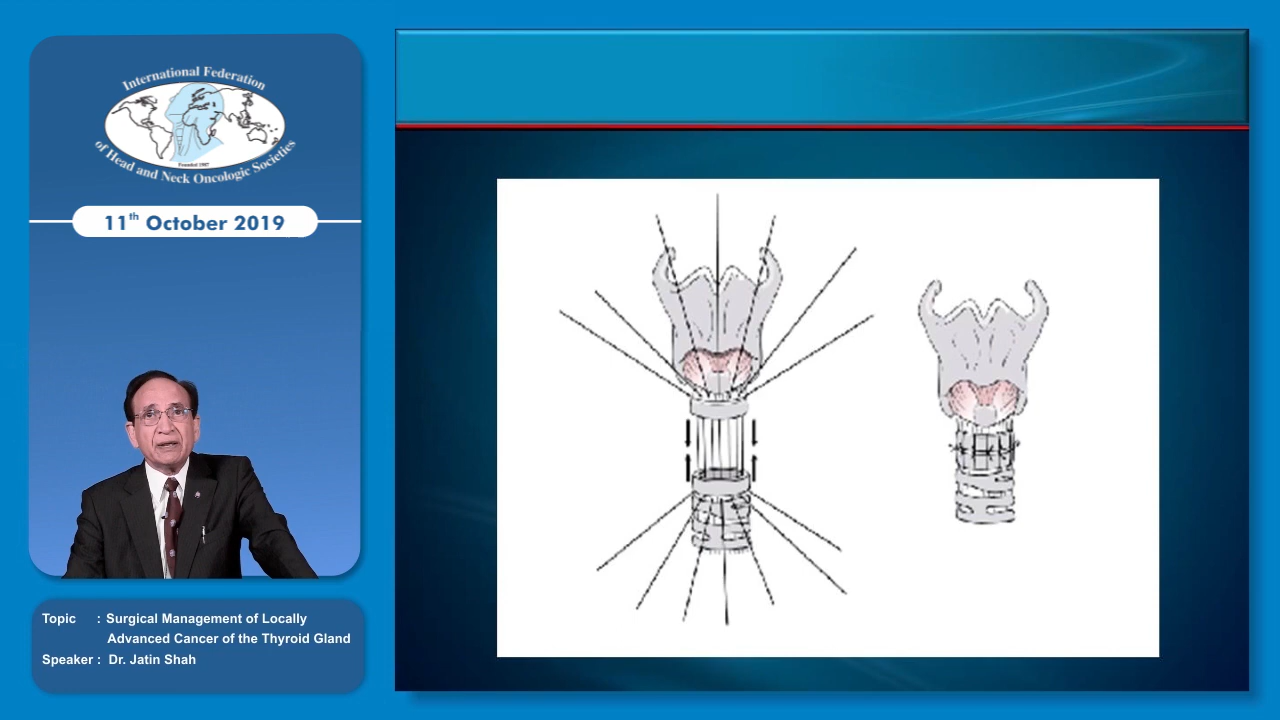 International Federation
of Head and Neck Oncologic Societies
Founded 1987
11th October 2019
Topic : Surgical Management of Locally
Advanced Cancer of the Thyroid Gland
Speaker : Dr. Jatin Shah